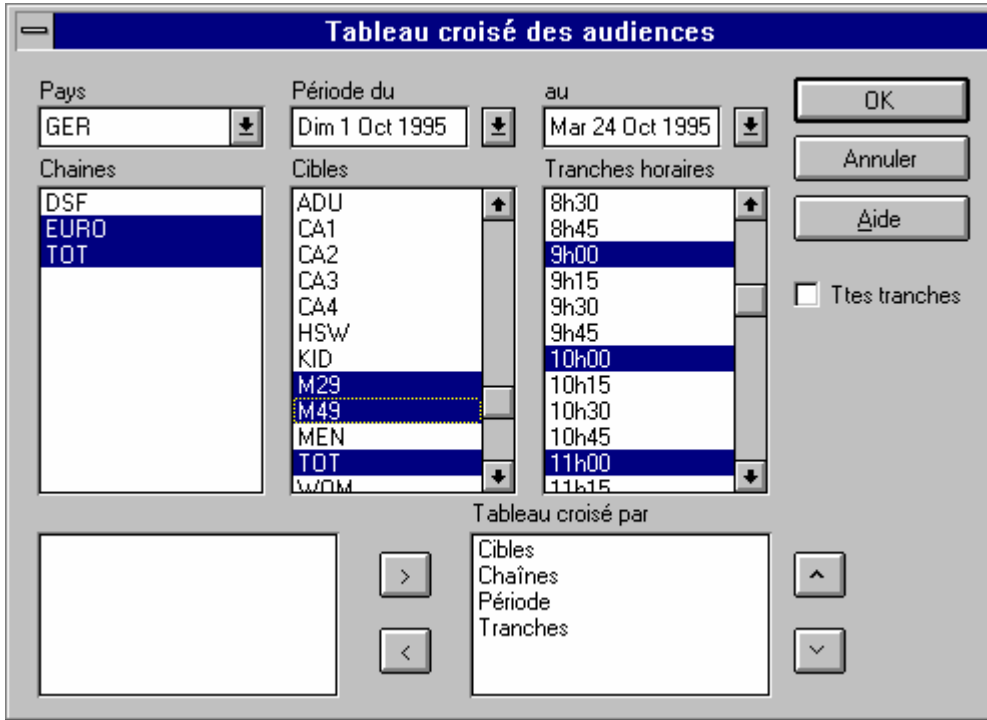 Tableau croisé des audiences
Pays
Période du
au
GER
Dim 1 Oct 1995
Mar 24 Oct 1995
OK
Annuler
Aide
Ttes tranches
Chaines
DSF
EURO
TOT
Cibles
ADU
CA1
CA2
CA3
CA4
HSW
KID
M29
M49
MEN
TOT
WOM
Tranches horaires
8h30
8h45
9h00
9h15
9h30
9h45
10h00
10h15
10h30
10h45
11h00
11h15
>
<
Tableau croisé par
Cibles
Chaînes
Période
Tranches